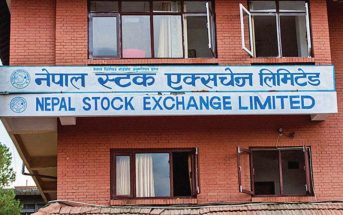 नेपाल स्टक एक्सचेन्ज लिमिटेड
NEPAL STOCK EXCHANGE LIMITED